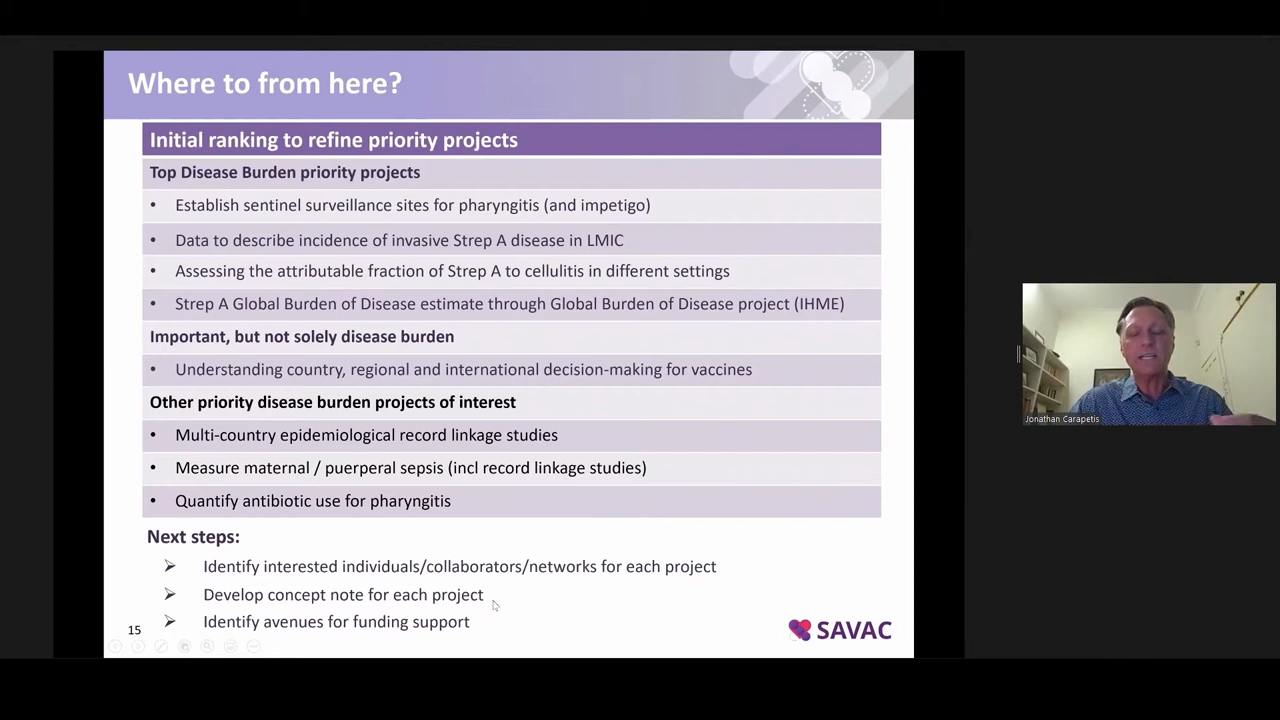 Where to from here?
Initial ranking to refine priority projects
Top Disease Burden priority projects
• Establish sentinel surveillance sites for pharyngitis (and impetigo)
• Data to describe incidence of invasive Strep A disease in LMIC
• Assessing the attributable fraction of Strep A to cellulitis in different settings
• Strep A Global Burden of Disease estimate through Global Burden of Disease project (IHME)
Important, but not solely disease burden
• Understanding country, regional and international decision-making for vaccines
Other priority disease burden projects of interest
• Multi-country epidemiological record linkage studies
• Measure maternal / puerperal sepsis (incl record linkage studies)
• Quantify antibiotic use for pharyngitis
Next steps:
➢ Identify interested individuals/collaborators/networks for each project
➢ Develop concept note for each project
➢ Identify avenues for funding support
15
SAVAC
Jonathan Carapetis